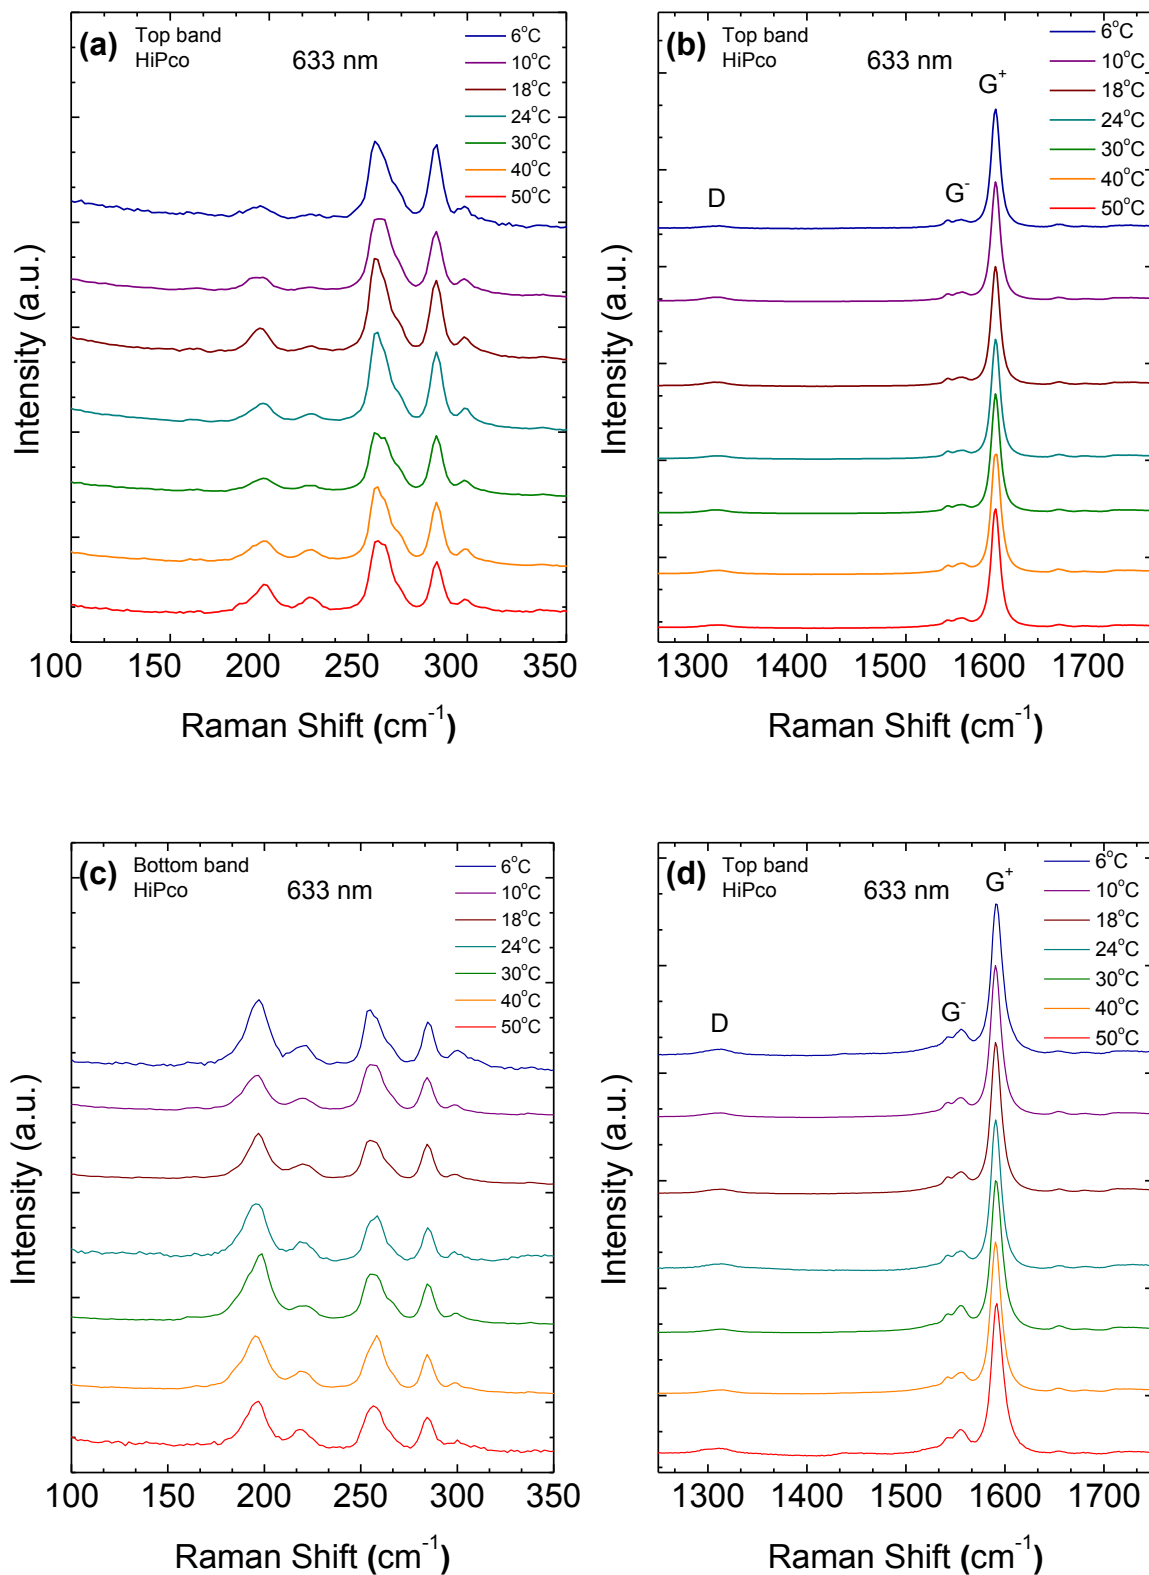 (a) Top band
HiPco
633 nm
6°C
10°C
18°C
24°C
30°C
40°C
50°C
Intensity (a.u.)
100 150 200 250 300 350
Raman Shift (cm⁻¹)
(b) Top band
HiPco
633 nm
6°C
10°C
18°C
24°C
30°C
40°C
50°C
G⁺
G⁻
D
Intensity (a.u.)
1300 1400 1500 1600 1700
Raman Shift (cm⁻¹)
(c) Bottom band
HiPco
633 nm
6°C
10°C
18°C
24°C
30°C
40°C
50°C
Intensity (a.u.)
100 150 200 250 300 350
Raman Shift (cm⁻¹)
(d) Top band
HiPco
633 nm
6°C
10°C
18°C
24°C
30°C
40°C
50°C
G⁺
G⁻
D
Intensity (a.u.)
1300 1400 1500 1600 1700
Raman Shift (cm⁻¹)